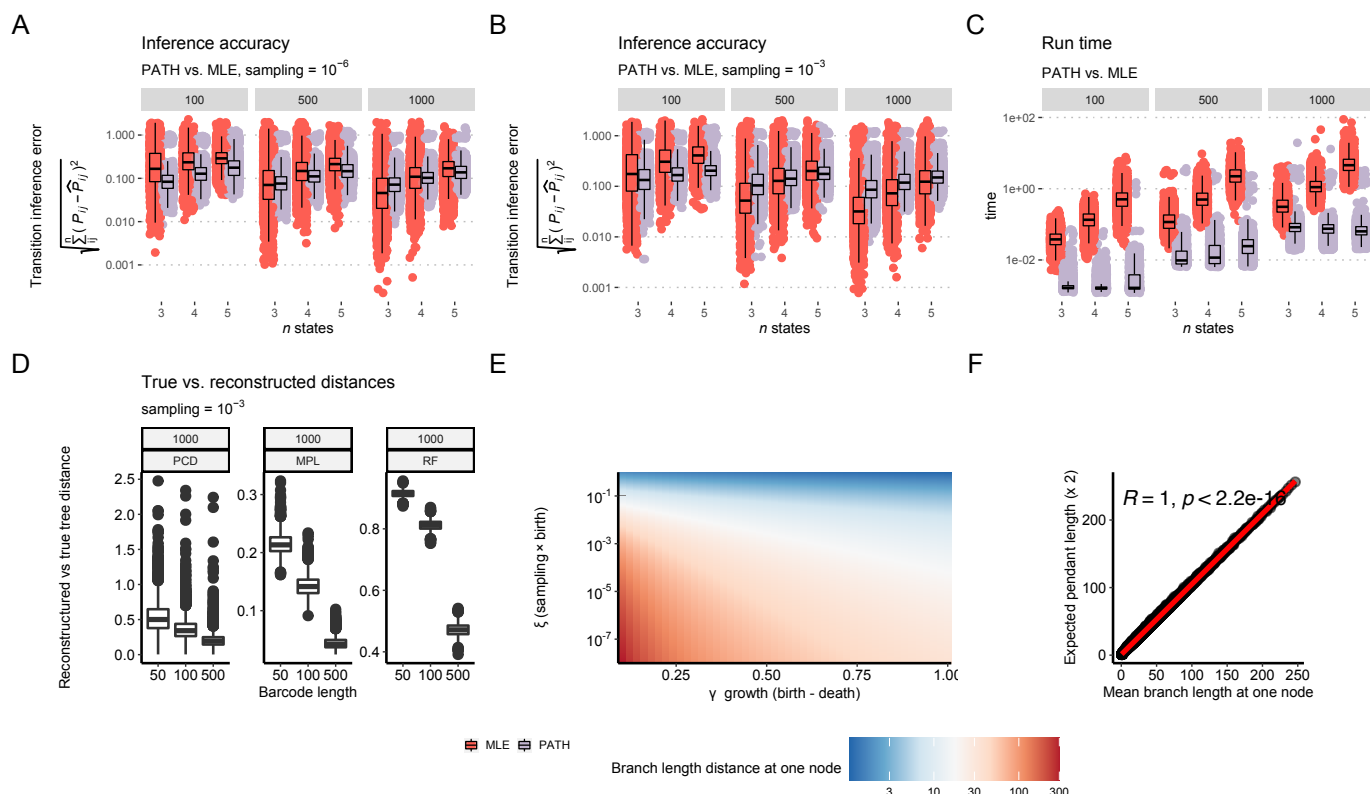 A
Inference accuracy
PATH vs. MLE, sampling = 10⁻⁶
100 500 1000
Transition inference error
√∑ⁿᵢⱼ( Pᵢⱼ − P̂ᵢⱼ )²
1.000
0.100
0.010
0.001
3 4 5 3 4 5 3 4 5
n states
B
Inference accuracy
PATH vs. MLE, sampling = 10⁻³
100 500 1000
Transition inference error
√∑ⁿᵢⱼ( Pᵢⱼ − P̂ᵢⱼ )²
1.000
0.100
0.010
0.001
3 4 5 3 4 5 3 4 5
n states
C
Run time
PATH vs. MLE
100 500 1000
time
1e+02
1e+00
1e−02
3 4 5 3 4 5 3 4 5
n states
D
True vs. reconstructed distances
sampling = 10⁻³
1000 1000 1000
PCD MPL RF
Reconstructured vs true tree distance
2.5
2.0
1.5
1.0
0.5
0.0
0.3
0.2
0.1
0.8
0.6
0.4
50 100 500 50 100 500 50 100 500
Barcode length
E
ξ (sampling × birth)
10⁻¹
10⁻³
10⁻⁵
10⁻⁷
0.25 0.50 0.75 1.00
γ growth (birth - death)
F
Expected pendant length (x 2)
R = 1, p < 2.2e-16
200
100
0
0 50 100 150 200 250
Mean branch length at one node
MLE PATH
Branch length distance at one node
3 10 30 100 300